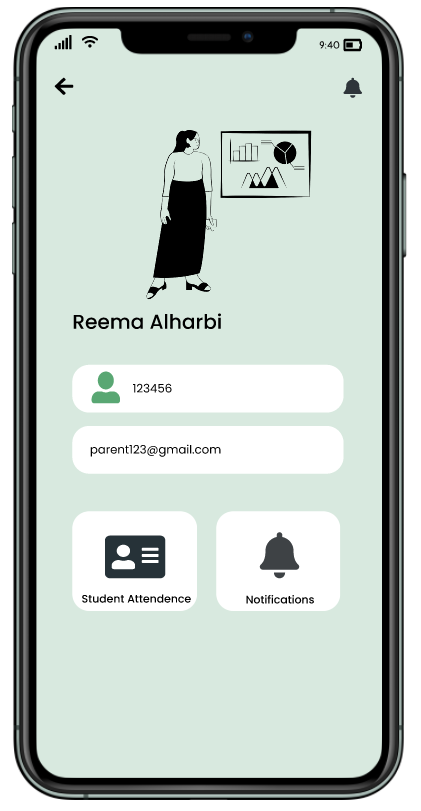 9:40
Reema Alharbi
123456
parent123@gmail.com
Student Attendence
Notifications